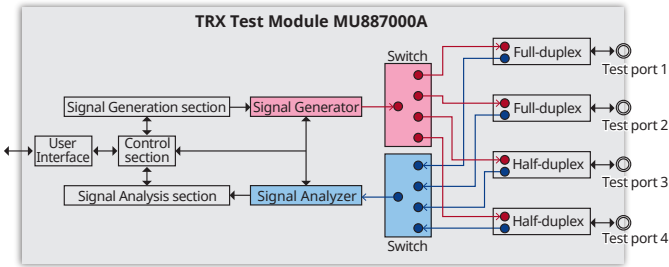 TRX Test Module MU887000A
Switch
Full-duplex
Test port 1
Signal Generation section
Signal Generator
Full-duplex
Test port 2
User
Interface
Control
section
Half-duplex
Test port 3
Signal Analysis section
Signal Analyzer
Half-duplex
Test port 4
Switch